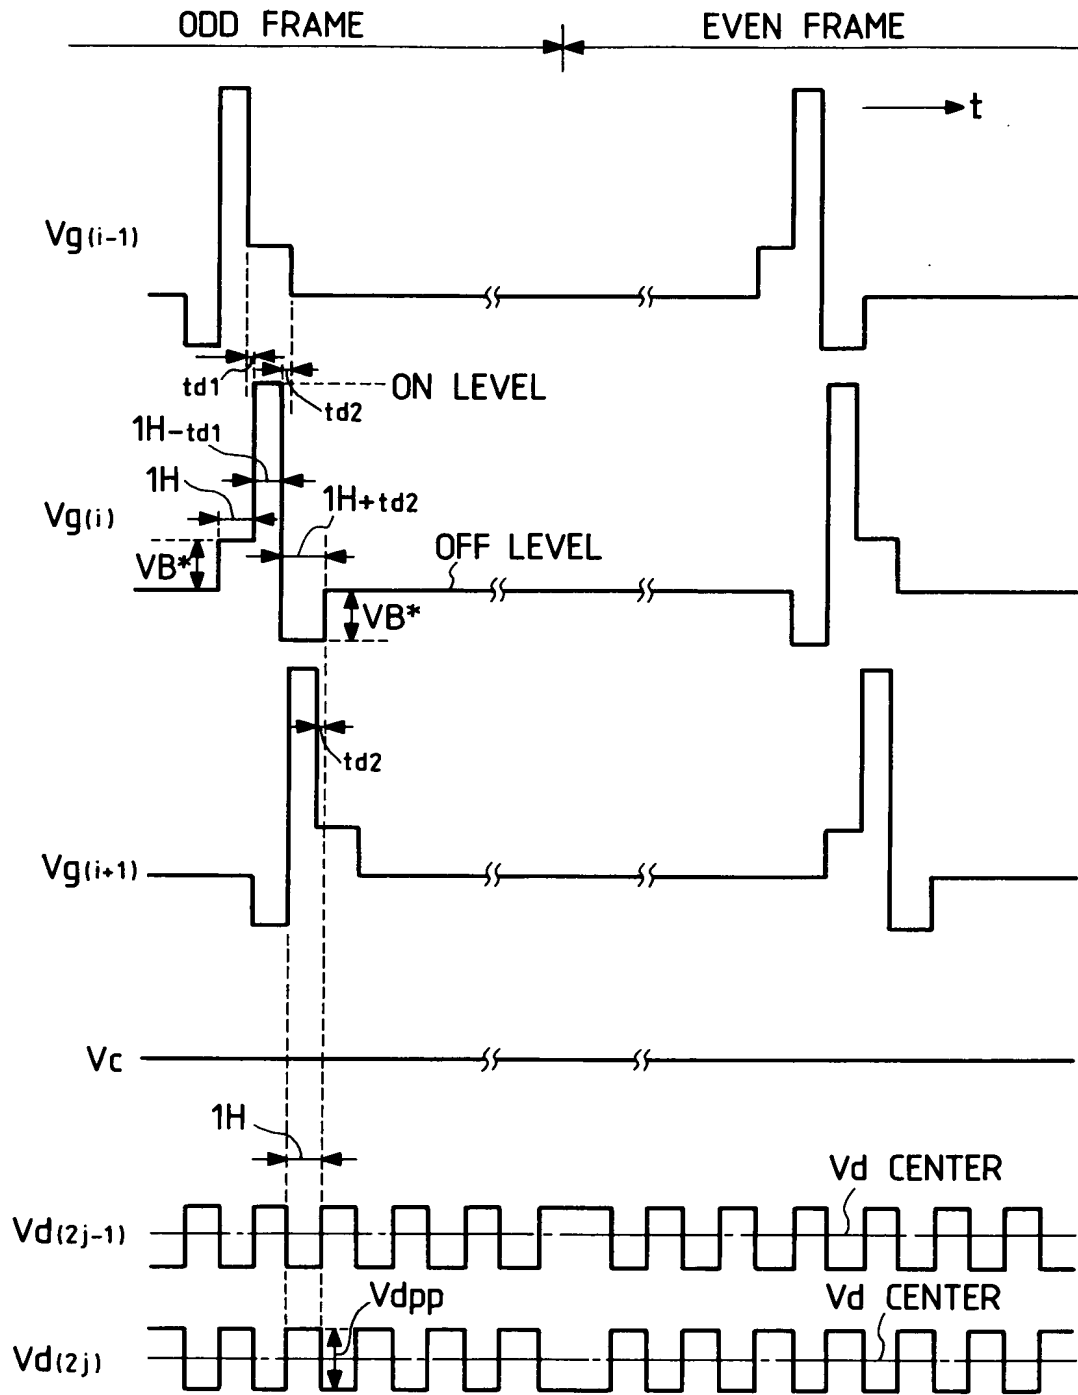 ODD FRAME
EVEN FRAME
t
Vg(i-1)
td1
td2
ON LEVEL
1H-td1
1H
1H+td2
Vg(i)
VB*
OFF LEVEL
VB*
td2
Vg(i+1)
Vc
1H
Vd CENTER
Vd(2j-1)
Vdpp
Vd CENTER
Vd(2j)